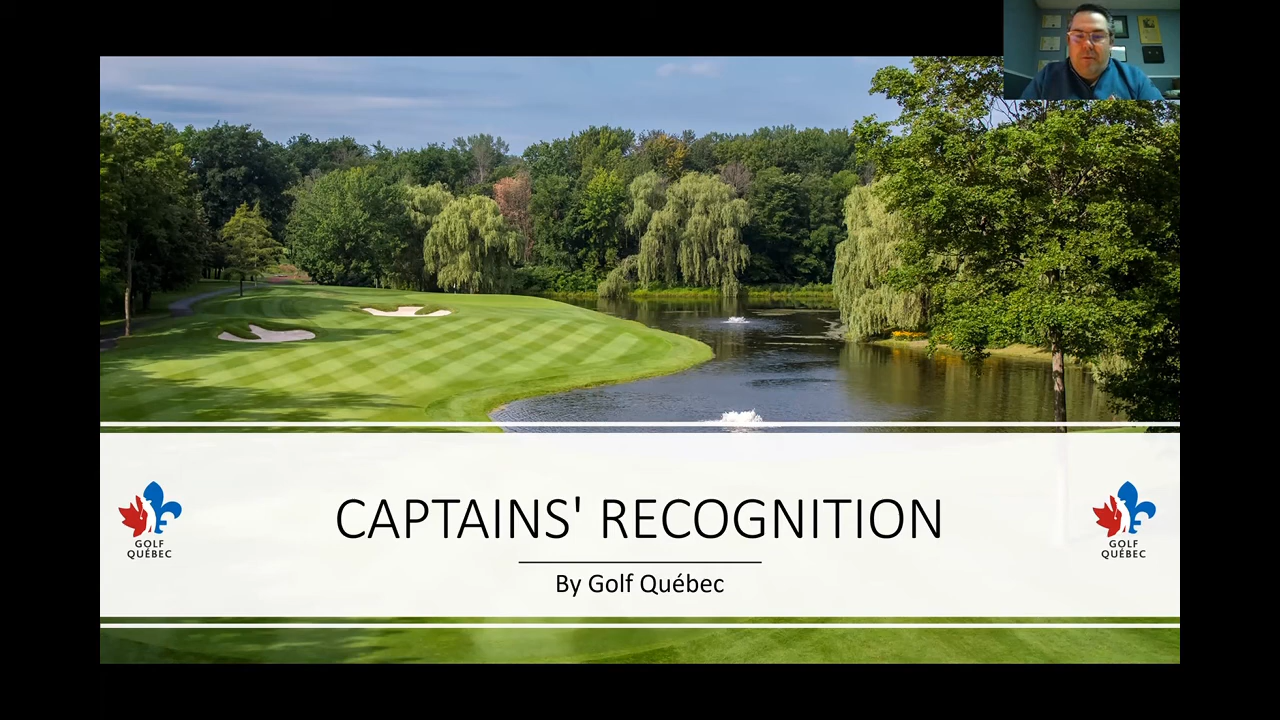 CAPTAINS' RECOGNITION
By Golf Québec
GOLF
QUÉBEC
GOLF
QUÉBEC